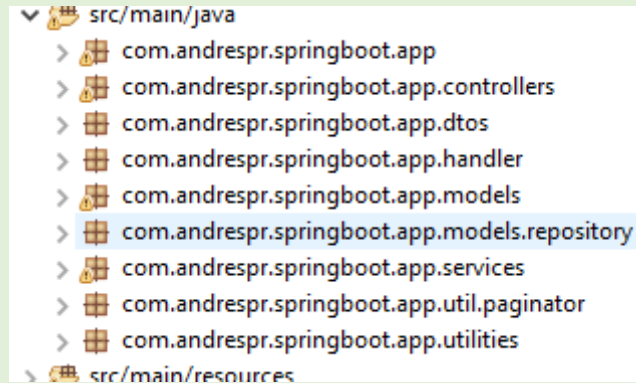 src/main/java
com.andrespr.springboot.app
com.andrespr.springboot.app.controllers
com.andrespr.springboot.app.dtos
com.andrespr.springboot.app.handler
com.andrespr.springboot.app.models
com.andrespr.springboot.app.models.repository
com.andrespr.springboot.app.services
com.andrespr.springboot.app.util.paginator
com.andrespr.springboot.app.utilities
src/main/resources